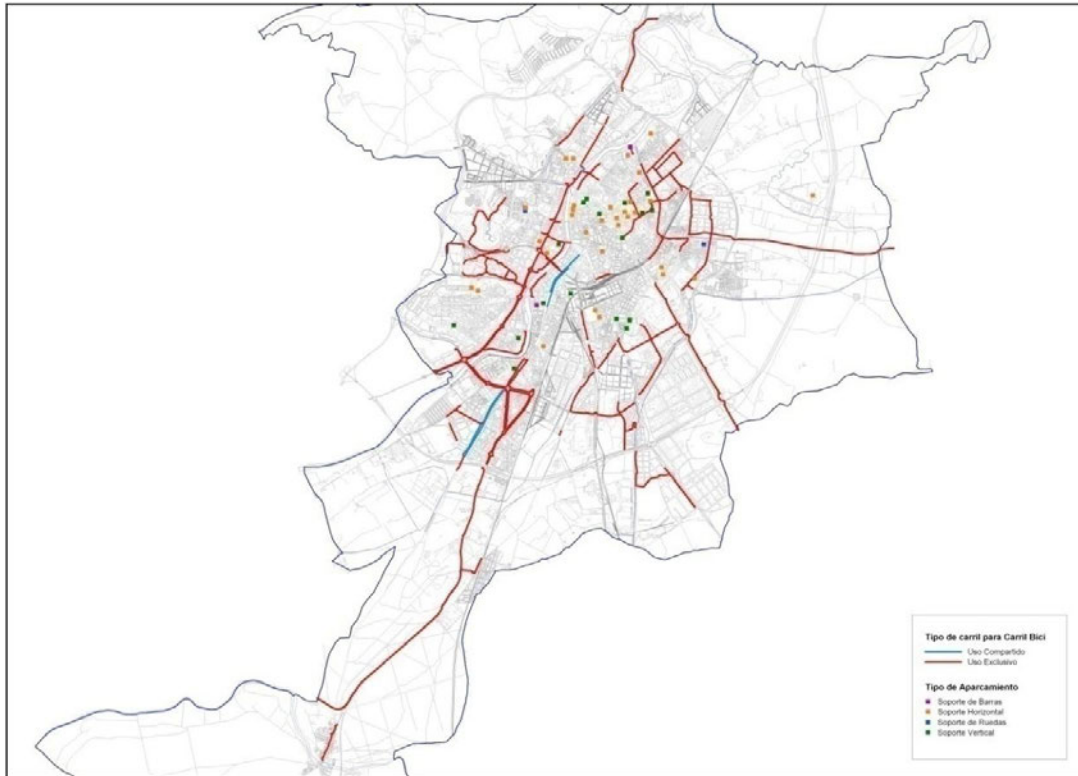 Tipo de carril para Carril Bici
Uso Compartido
Uso Exclusivo
Tipo de Aparcamiento
Soporte de Barras
Soporte Horizontal
Soporte de Ruedas
Soporte Vertical